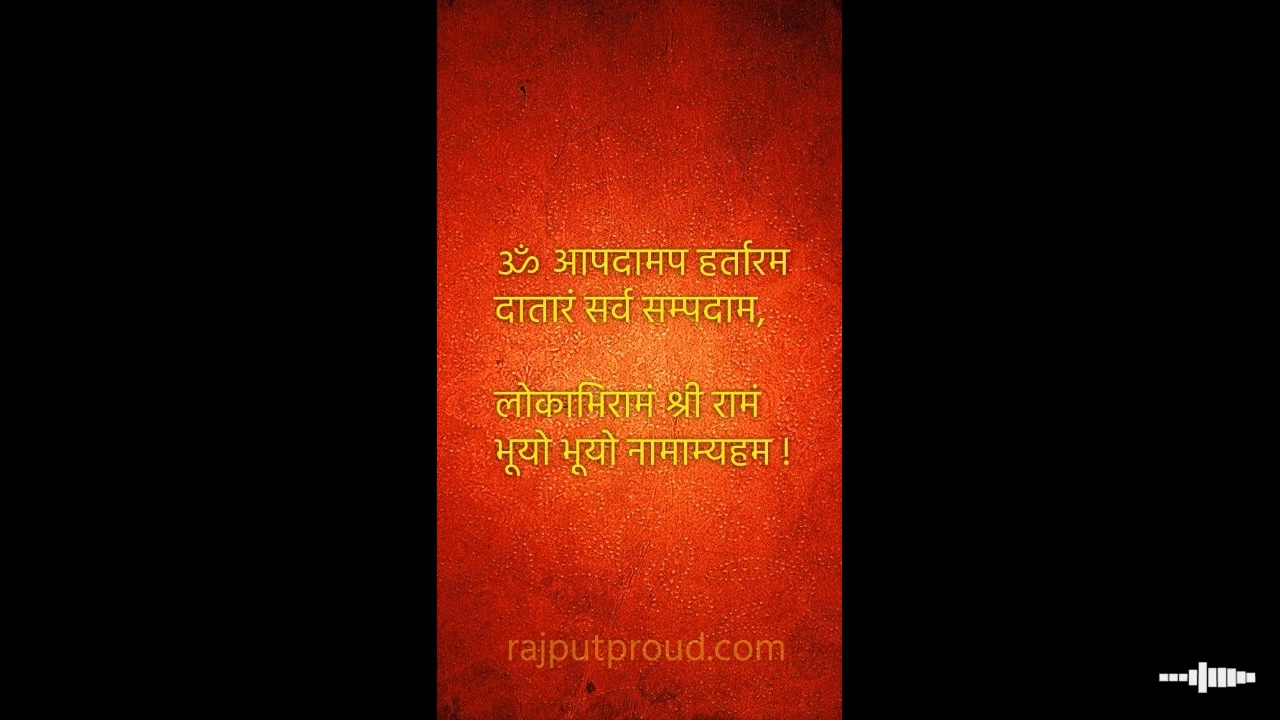 ॐ आपदामप हर्तारम
दातारं सर्व सम्पदाम,
लोकाभिरामं श्री रामं
भूयो भूयो नामाम्यहम !
rajputproud.com